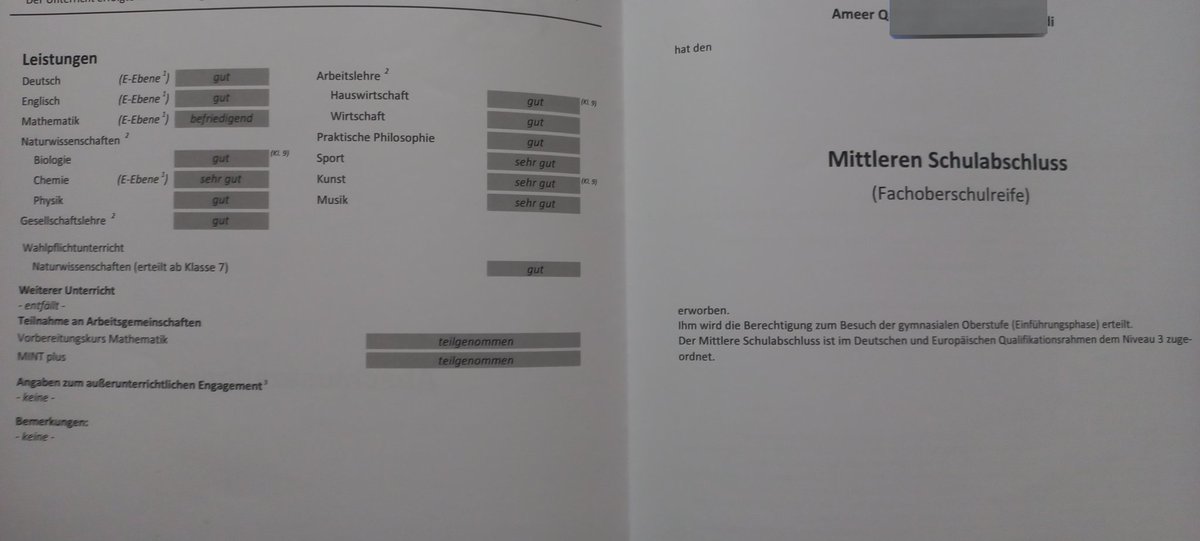 Leistungen
Deutsch (E-Ebene 1) gut
Englisch (E-Ebene 1) gut
Mathematik (E-Ebene 1) befriedigend
Naturwissenschaften 2
Biologie gut (Kl. 9)
Chemie (E-Ebene 1) sehr gut
Physik gut
Gesellschaftslehre 2 gut
Arbeitslehre 2
Hauswirtschaft gut (Kl. 9)
Wirtschaft gut
Praktische Philosophie gut
Sport sehr gut
Kunst sehr gut (Kl. 9)
Musik sehr gut
Wahlpflichtunterricht
Naturwissenschaften (erteilt ab Klasse 7) gut
Weiterer Unterricht
- entfällt -
Teilnahme an Arbeitsgemeinschaften
Vorbereitungskurs Mathematik teilgenommen
MINT plus teilgenommen
Angaben zum außerunterrichtlichen Engagement 3
- keine -
Bemerkungen:
- keine -
Ameer Q
hat den
Mittleren Schulabschluss
(Fachoberschulreife)
erworben.
Ihm wird die Berechtigung zum Besuch der gymnasialen Oberstufe (Einführungsphase) erteilt.
Der Mittlere Schulabschluss ist im Deutschen und Europäischen Qualifikationsrahmen dem Niveau 3 zuge-
ordnet.